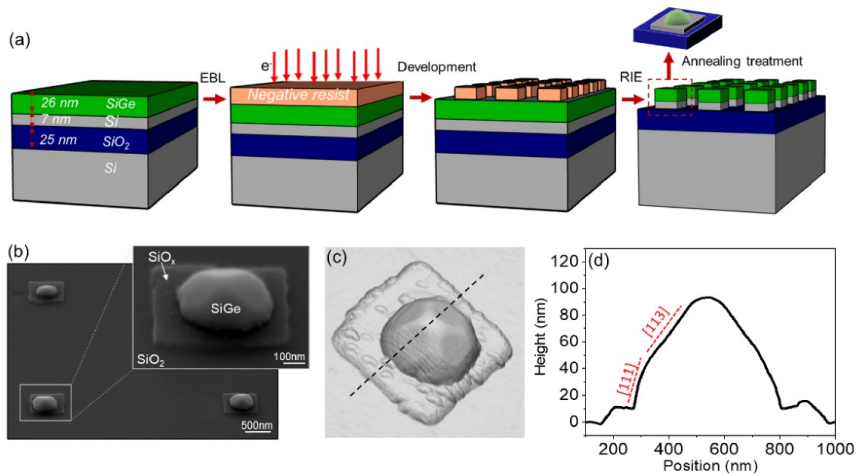 (a)
e⁻
EBL
Development
RIE
Annealing treatment
26 nm
SiGe
7 nm
Si
25 nm
SiO₂
Si
Negative resist
(b)
SiOₓ
SiGe
SiO₂
100nm
500nm
(c)
(d)
Height (nm)
120
100
80
60
40
20
0
[113]
[111]
200
400
600
800
1000
Position (nm)